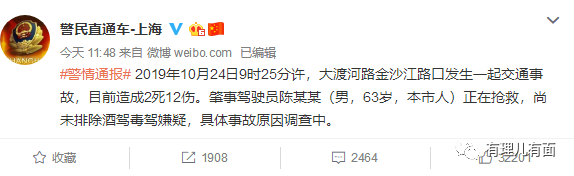 警民直通车-上海
今天 11:48 来自 微博 weibo.com 已编辑
#警情通报# 2019年10月24日9时25分许，大渡河路金沙江路口发生一起交通事
故，目前造成2死12伤。肇事驾驶员陈某某（男，63岁，本市人）正在抢救，尚
未排除酒驾毒驾嫌疑，具体事故原因调查中。
收藏 1908 2464 32201
有理儿有面